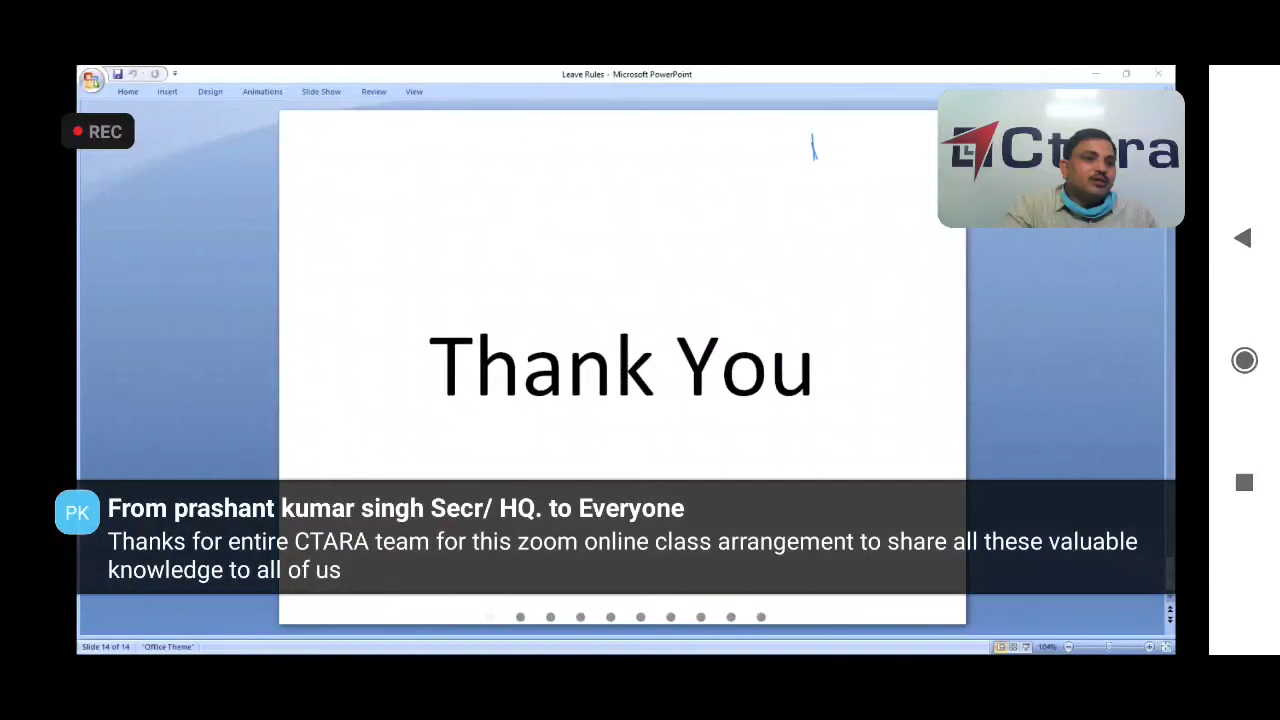 Leave Rules - Microsoft PowerPoint
Home Insert Design Animations Slide Show Review View
REC
Ctara
Thank You
PK
From prashant kumar singh Secr/ HQ. to Everyone
Thanks for entire CTARA team for this zoom online class arrangement to share all these valuable
knowledge to all of us
Slide 14 of 14 "Office Theme" 104%